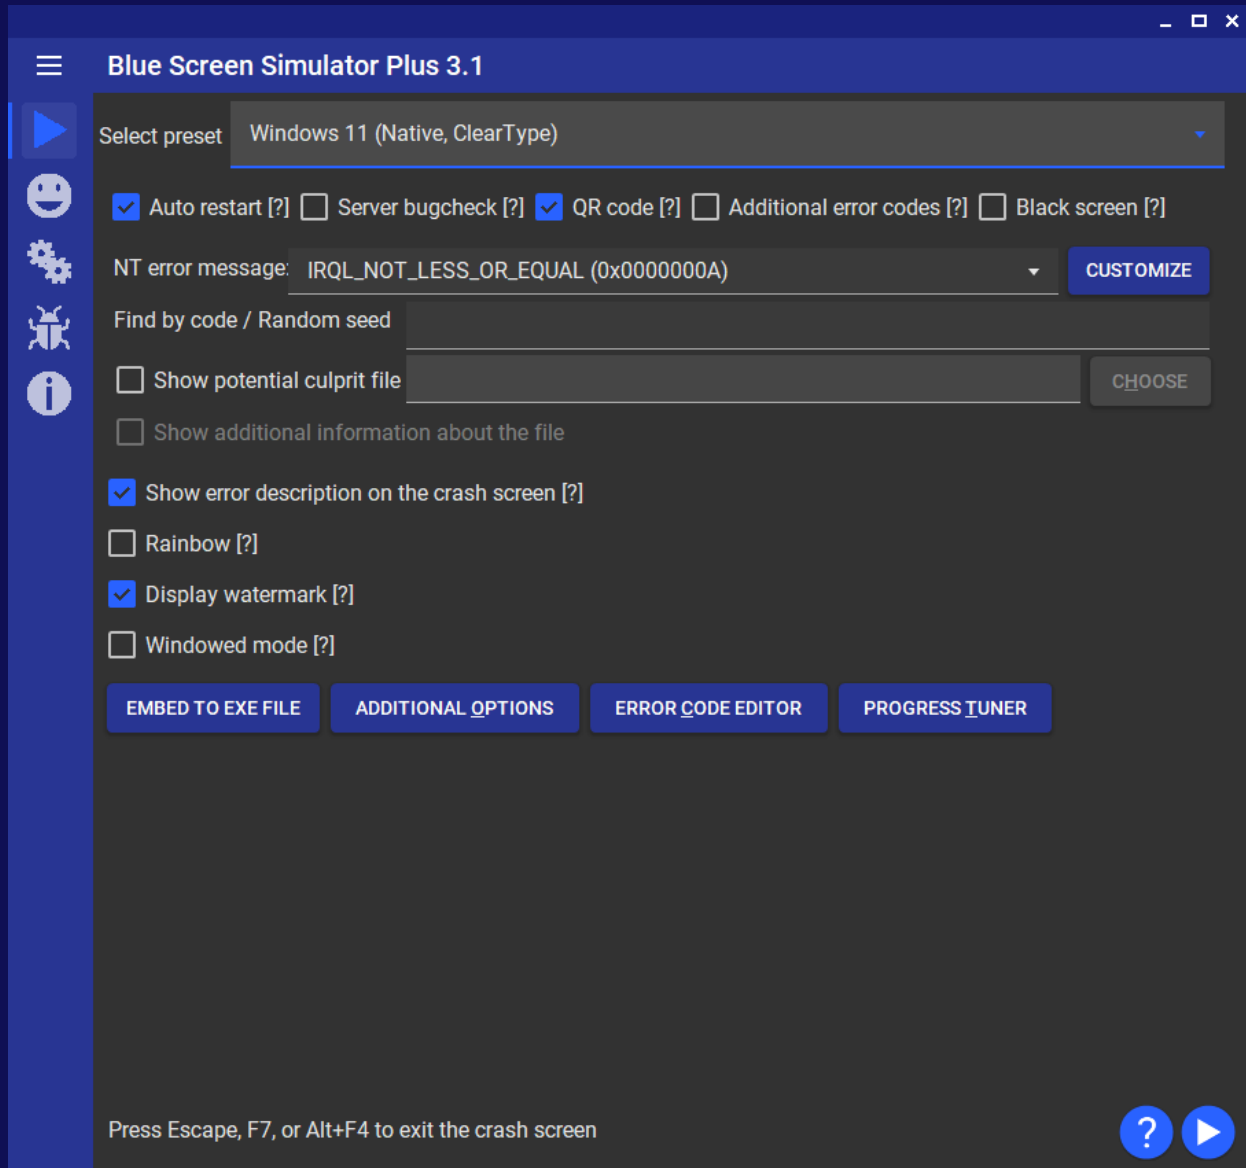 Blue Screen Simulator Plus 3.1
Select preset Windows 11 (Native, ClearType)
Auto restart [?] Server bugcheck [?] QR code [?] Additional error codes [?] Black screen [?]
NT error message: IRQL_NOT_LESS_OR_EQUAL (0x0000000A) CUSTOMIZE
Find by code / Random seed
Show potential culprit file CHOOSE
Show additional information about the file
Show error description on the crash screen [?]
Rainbow [?]
Display watermark [?]
Windowed mode [?]
EMBED TO EXE FILE ADDITIONAL OPTIONS ERROR CODE EDITOR PROGRESS TUNER
Press Escape, F7, or Alt+F4 to exit the crash screen ?